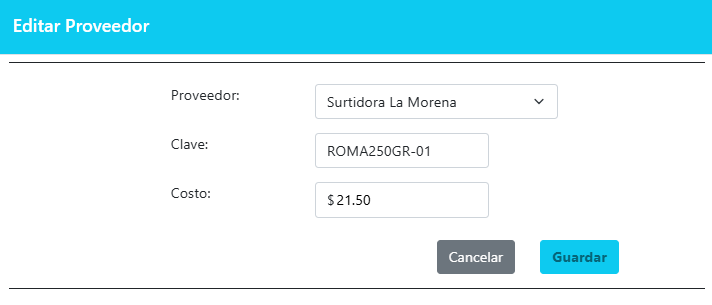 Editar Proveedor
Proveedor: Surtidora La Morena
Clave: ROMA250GR-01
Costo: $21.50
Cancelar Guardar